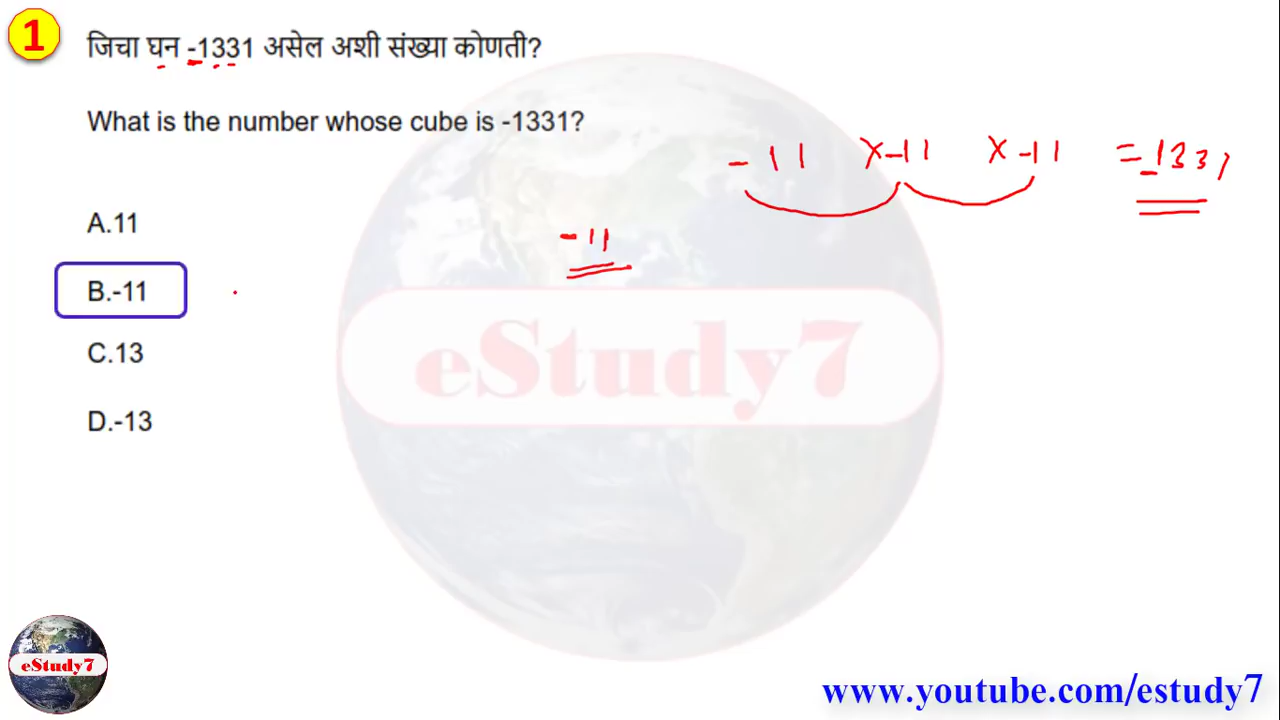 1
जिचा घन -1331 असेल अशी संख्या कोणती?
What is the number whose cube is -1331?
-11 x -11 x -11 = -1331
A.11
-11
B.-11
C.13
D.-13
eStudy7
eStudy7
www.youtube.com/estudy7